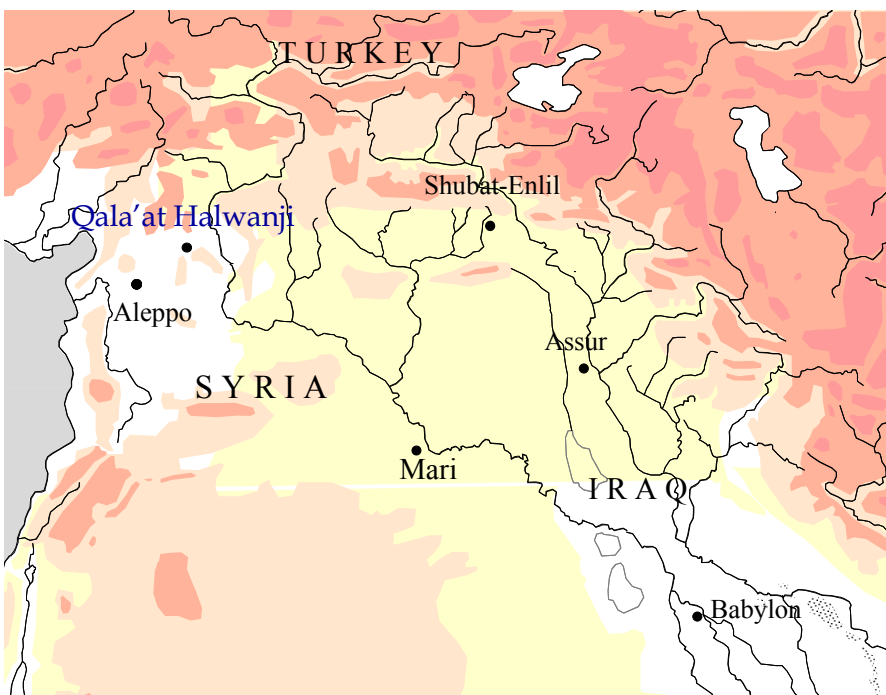 TURKEY
Shubat-Enlil
Qala'at Halwanji
Aleppo
Assur
SYRIA
Mari
IRAQ
Babylon